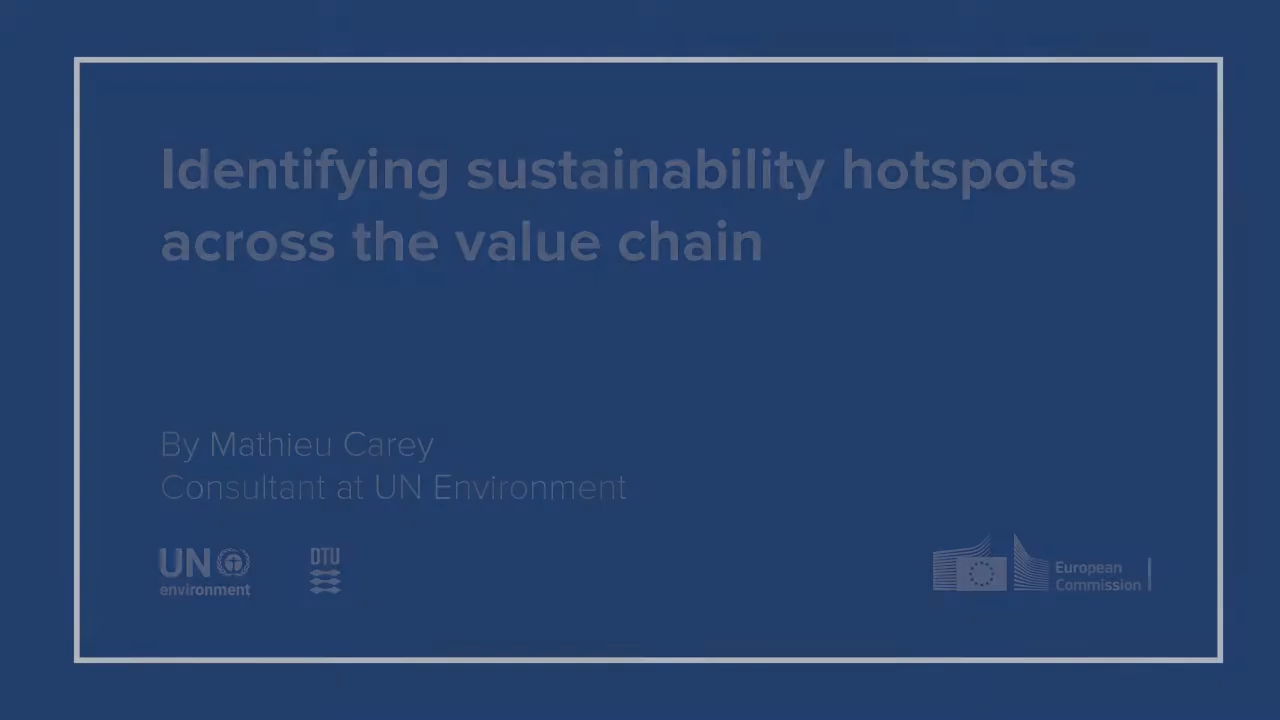 Identifying sustainability hotspots
across the value chain
By Mathieu Carey
Consultant at UN Environment
UN
environment
DTU
European
Commission